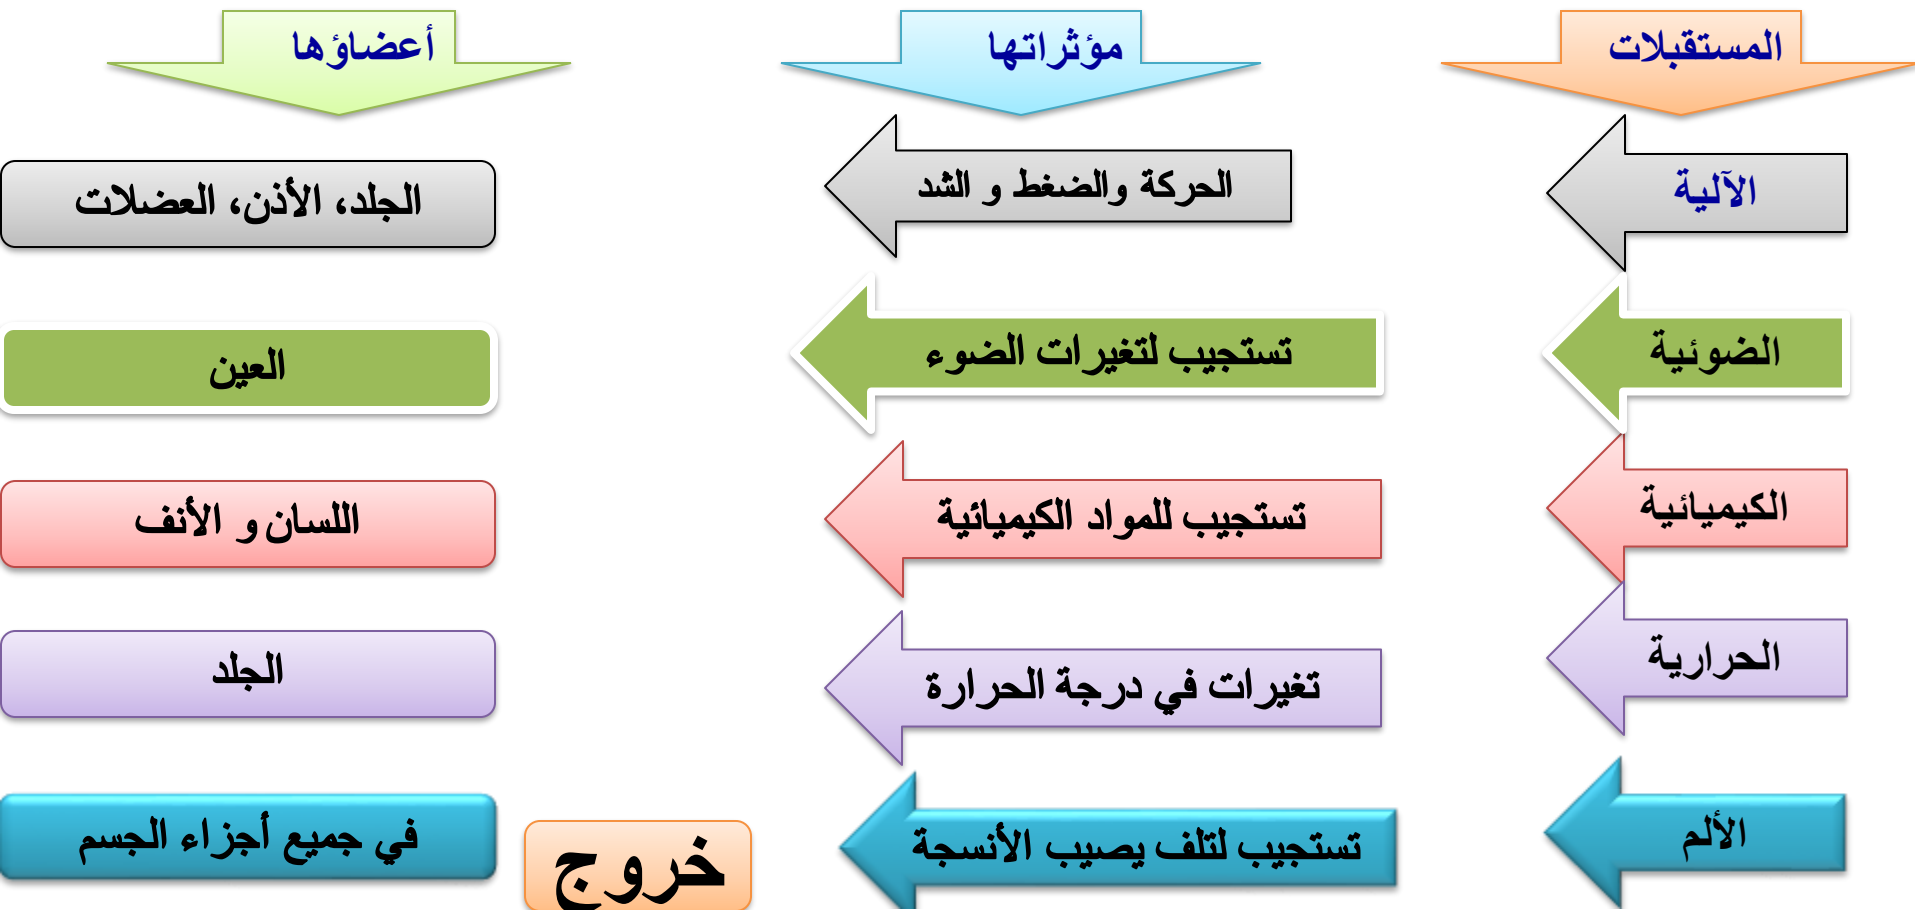 المستقبلات
مؤثراتها
أعضاؤها
الآلية
الحركة والضغط و الشد
الجلد، الأذن، العضلات
الضوئية
تستجيب لتغيرات الضوء
العين
الكيميائية
تستجيب للمواد الكيميائية
اللسان و الأنف
الحرارية
تغيرات في درجة الحرارة
الجلد
الألم
تستجيب لتلف يصيب الأنسجة
في جميع أجزاء الجسم
خروج